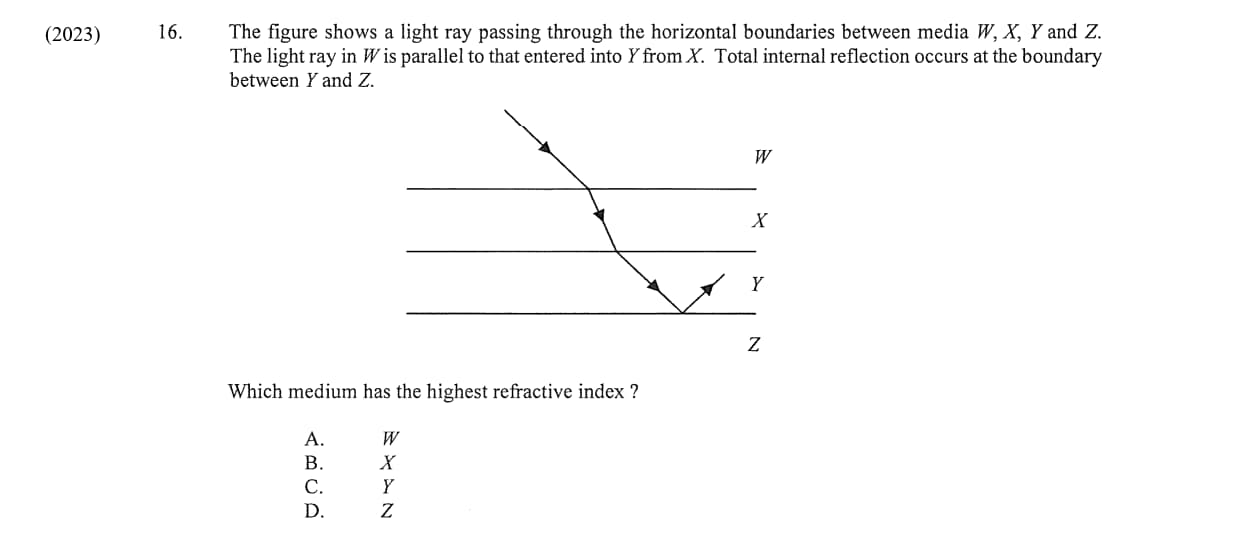 (2023) 16. The figure shows a light ray passing through the horizontal boundaries between media W, X, Y and Z.
The light ray in W is parallel to that entered into Y from X. Total internal reflection occurs at the boundary
between Y and Z.
W
X
Y
Z
Which medium has the highest refractive index ?
A. W
B. X
C. Y
D. Z